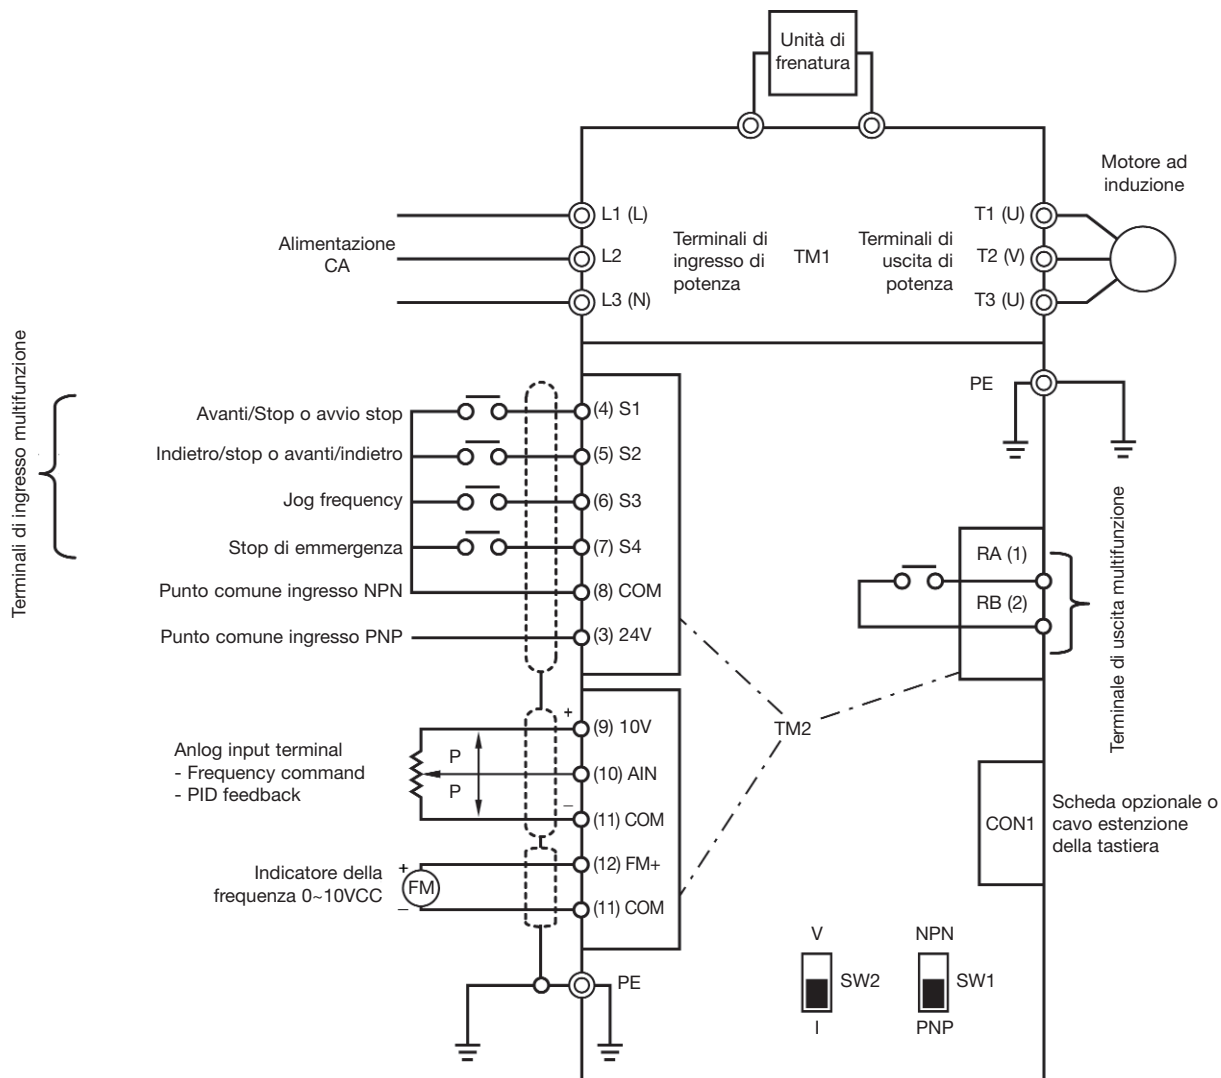 Unità di
frenatura
Motore ad
induzione
L1 (L)
T1 (U)
Alimentazione
CA
Terminali di
ingresso di
potenza
TM1
Terminali di
uscita di
potenza
L2
T2 (V)
L3 (N)
T3 (U)
PE
Terminali di ingresso multifunzione
Avanti/Stop o avvio stop
(4) S1
Indietro/stop o avanti/indietro
(5) S2
Jog frequency
(6) S3
Stop di emmergenza
(7) S4
Punto comune ingresso NPN
(8) COM
Punto comune ingresso PNP
(3) 24V
RA (1)
RB (2)
Terminale di uscita multifunzione
TM2
+
(9) 10V
Anlog input terminal
- Frequency command
- PID feedback
P
P
(10) AIN
–
(11) COM
CON1
Scheda opzionale o
cavo estenzione
della tastiera
Indicatore della
frequenza 0~10VCC
+
FM
–
(12) FM+
(11) COM
PE
V
SW2
I
NPN
SW1
PNP